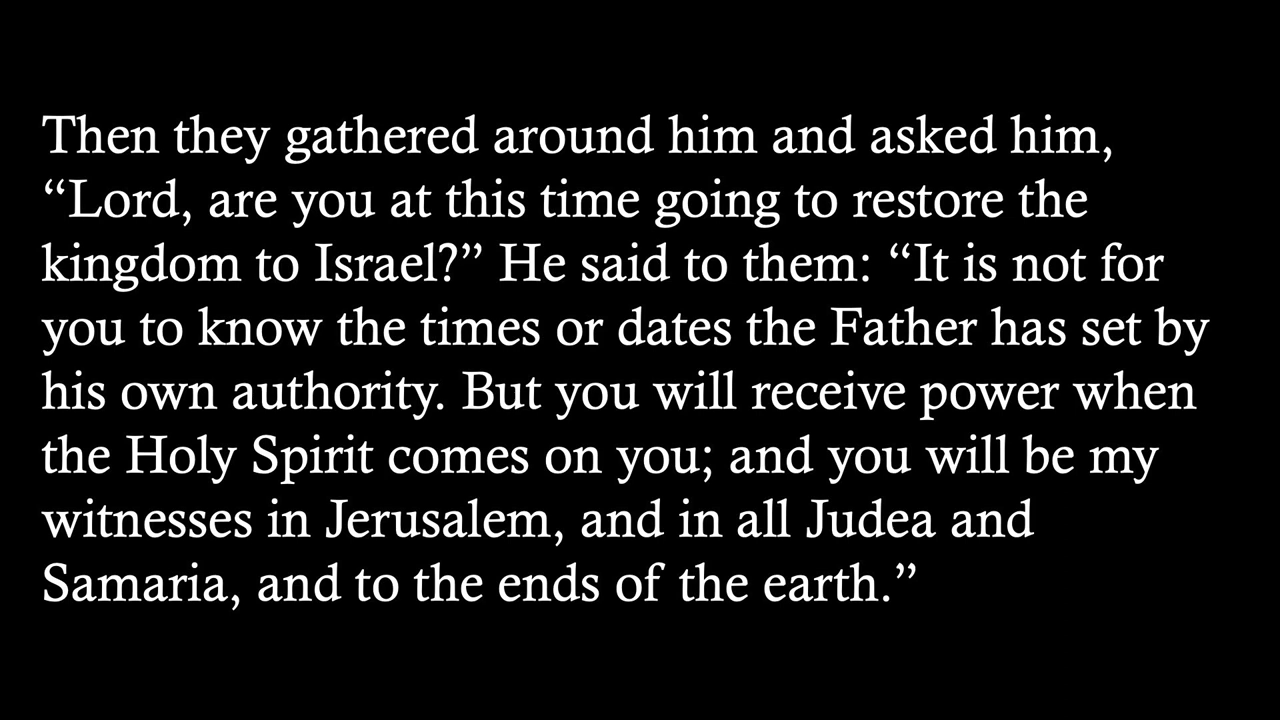 Then they gathered around him and asked him,
“Lord, are you at this time going to restore the
kingdom to Israel?” He said to them: “It is not for
you to know the times or dates the Father has set by
his own authority. But you will receive power when
the Holy Spirit comes on you; and you will be my
witnesses in Jerusalem, and in all Judea and
Samaria, and to the ends of the earth.”